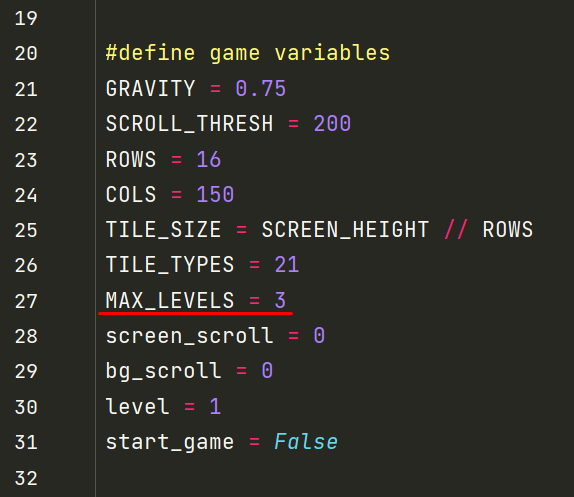 19
20 #define game variables
21 GRAVITY = 0.75
22 SCROLL_THRESH = 200
23 ROWS = 16
24 COLS = 150
25 TILE_SIZE = SCREEN_HEIGHT // ROWS
26 TILE_TYPES = 21
27 MAX_LEVELS = 3
28 screen_scroll = 0
29 bg_scroll = 0
30 level = 1
31 start_game = False
32